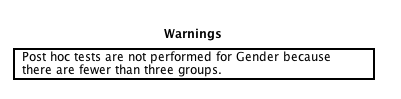 Warnings
Post hoc tests are not performed for Gender because
there are fewer than three groups.